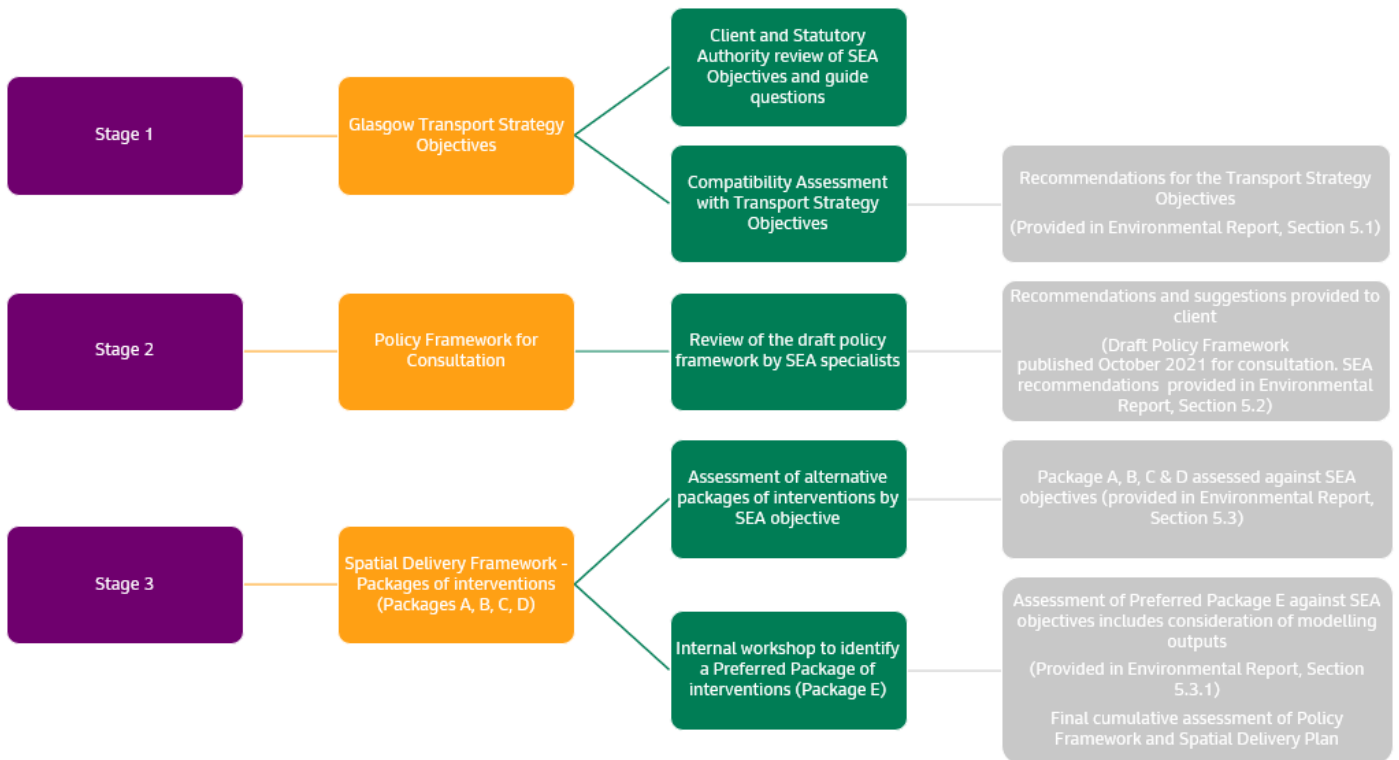 Stage 1
Glasgow Transport Strategy
Objectives
Client and Statutory
Authority review of SEA
Objectives and guide
questions
Compatibility Assessment
with Transport Strategy
Objectives
Recommendations for the Transport Strategy
Objectives
(Provided in Environmental Report, Section 5.1)
Stage 2
Policy Framework for
Consultation
Review of the draft policy
framework by SEA specialists
Recommendations and suggestions provided to
client
(Draft Policy Framework
published October 2021 for consultation. SEA
recommendations provided in Environmental
Report, Section 5.2)
Stage 3
Spatial Delivery Framework -
Packages of interventions
(Packages A, B, C, D)
Assessment of alternative
packages of interventions by
SEA objective
Package A, B, C & D assessed against SEA
objectives (provided in Environmental Report,
Section 5.3)
Internal workshop to identify
a Preferred Package of
interventions (Package E)
Assessment of Preferred Package E against SEA
objectives includes consideration of modelling
outputs
(Provided in Environmental Report, Section
5.3.1)
Final cumulative assessment of Policy
Framework and Spatial Delivery Plan